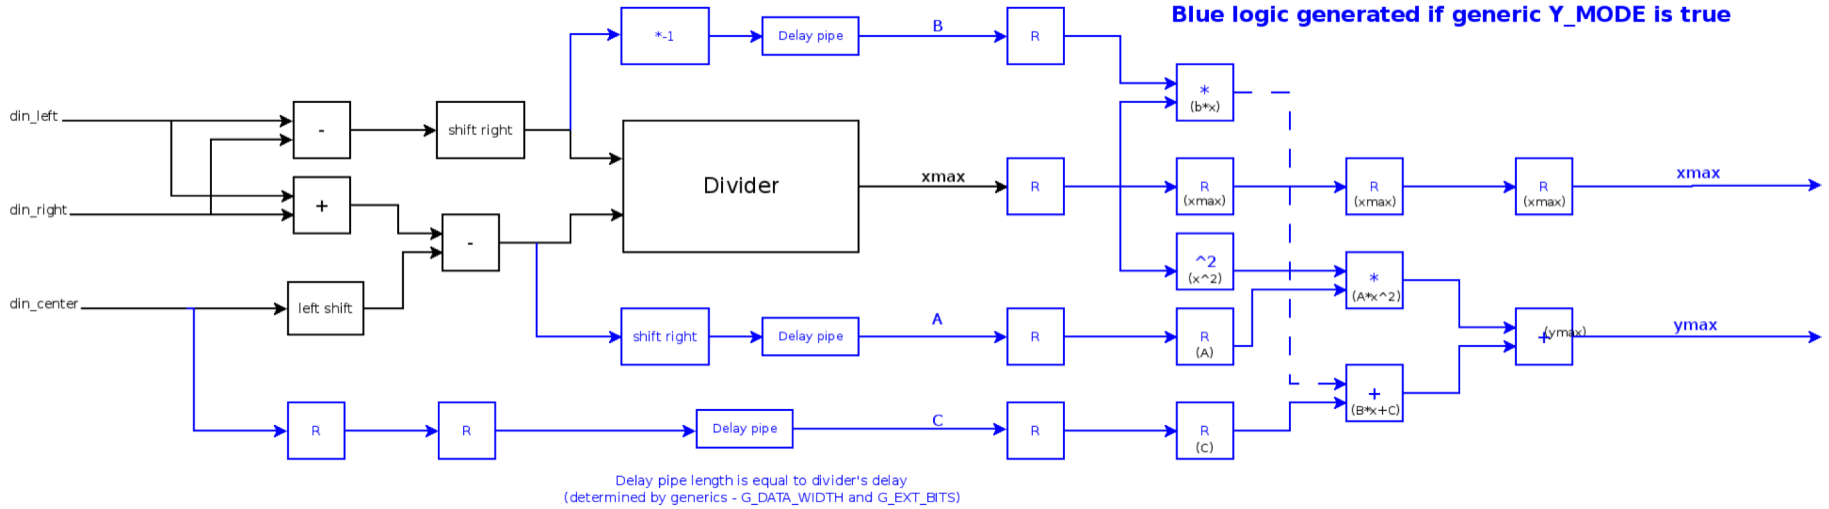 Blue logic generated if generic Y_MODE is true
*-1
Delay pipe
B
R
*
(b*x)
din_left
-
shift right
Divider
xmax
R
R
(xmax)
R
(xmax)
R
(xmax)
xmax
din_right
+
-
^2
(x^2)
*
(A*x^2)
din_center
left shift
shift right
Delay pipe
A
R
R
(A)
+
(ymax)
ymax
+
(B*x+C)
R
R
Delay pipe
C
R
R
(C)
Delay pipe length is equal to divider's delay
(determined by generics - G_DATA_WIDTH and G_EXT_BITS)